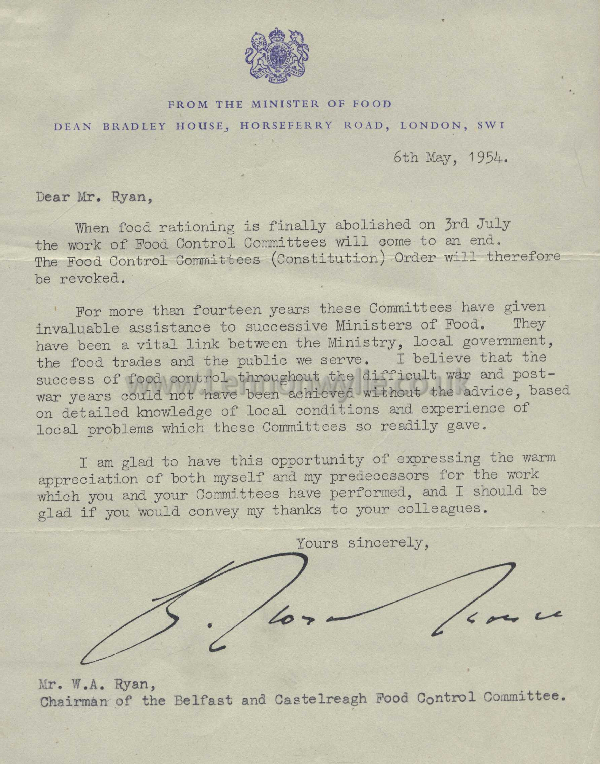 FROM THE MINISTER OF FOOD
DEAN BRADLEY HOUSE, HORSEFERRY ROAD, LONDON, SW1
6th May, 1954.
Dear Mr. Ryan,
When food rationing is finally abolished on 3rd July
the work of Food Control Committees will come to an end.
The Food Control Committees (Constitution) Order will therefore
be revoked.
For more than fourteen years these Committees have given
invaluable assistance to successive Ministers of Food. They
have been a vital link between the Ministry, local government,
the food trades and the public we serve. I believe that the
success of food control throughout the difficult war and post-
war years could not have been achieved without the advice, based
on detailed knowledge of local conditions and experience of
local problems which these Committees so readily gave.
I am glad to have this opportunity of expressing the warm
appreciation of both myself and my predecessors for the work
which you and your Committees have performed, and I should be
glad if you would convey my thanks to your colleagues.
Yours sincerely,
Mr. W.A. Ryan,
Chairman of the Belfast and Castelreagh Food Control Committee.